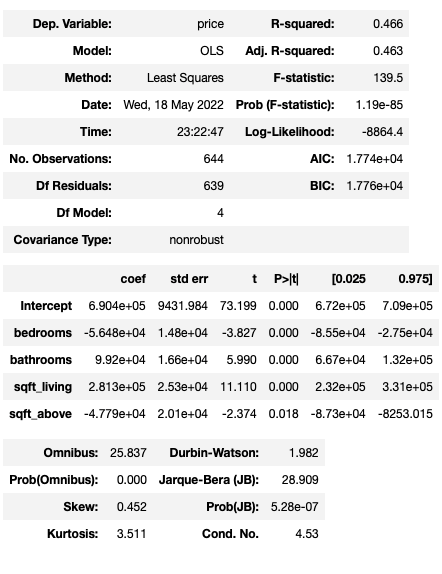 Dep. Variable: price R-squared: 0.466
Model: OLS Adj. R-squared: 0.463
Method: Least Squares F-statistic: 139.5
Date: Wed, 18 May 2022 Prob (F-statistic): 1.19e-85
Time: 23:22:47 Log-Likelihood: -8864.4
No. Observations: 644 AIC: 1.774e+04
Df Residuals: 639 BIC: 1.776e+04
Df Model: 4
Covariance Type: nonrobust
coef std err t P>|t| [0.025 0.975]
Intercept 6.904e+05 9431.984 73.199 0.000 6.72e+05 7.09e+05
bedrooms -5.648e+04 1.48e+04 -3.827 0.000 -8.55e+04 -2.75e+04
bathrooms 9.92e+04 1.66e+04 5.990 0.000 6.67e+04 1.32e+05
sqft_living 2.813e+05 2.53e+04 11.110 0.000 2.32e+05 3.31e+05
sqft_above -4.779e+04 2.01e+04 -2.374 0.018 -8.73e+04 -8253.015
Omnibus: 25.837 Durbin-Watson: 1.982
Prob(Omnibus): 0.000 Jarque-Bera (JB): 28.909
Skew: 0.452 Prob(JB): 5.28e-07
Kurtosis: 3.511 Cond. No. 4.53